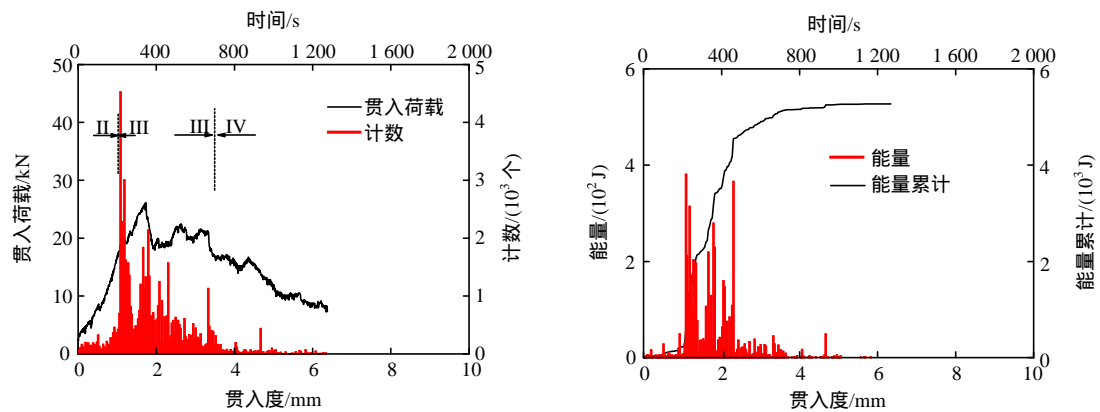 时间/s
0 400 800 1 200 1 600 2 000
50 5
40 4
30 3
20 2
10 1
0 0
贯入荷载/kN
计数/(10³ 个)
II III III IV
贯入荷载
计数
0 2 4 6 8 10
贯入度/mm
时间/s
0 400 800 1 200 1 600 2 000
6 6
4 4
2 2
0 0
能量/(10² J)
能量累计/(10³ J)
能量
能量累计
0 2 4 6 8 10
贯入度/mm